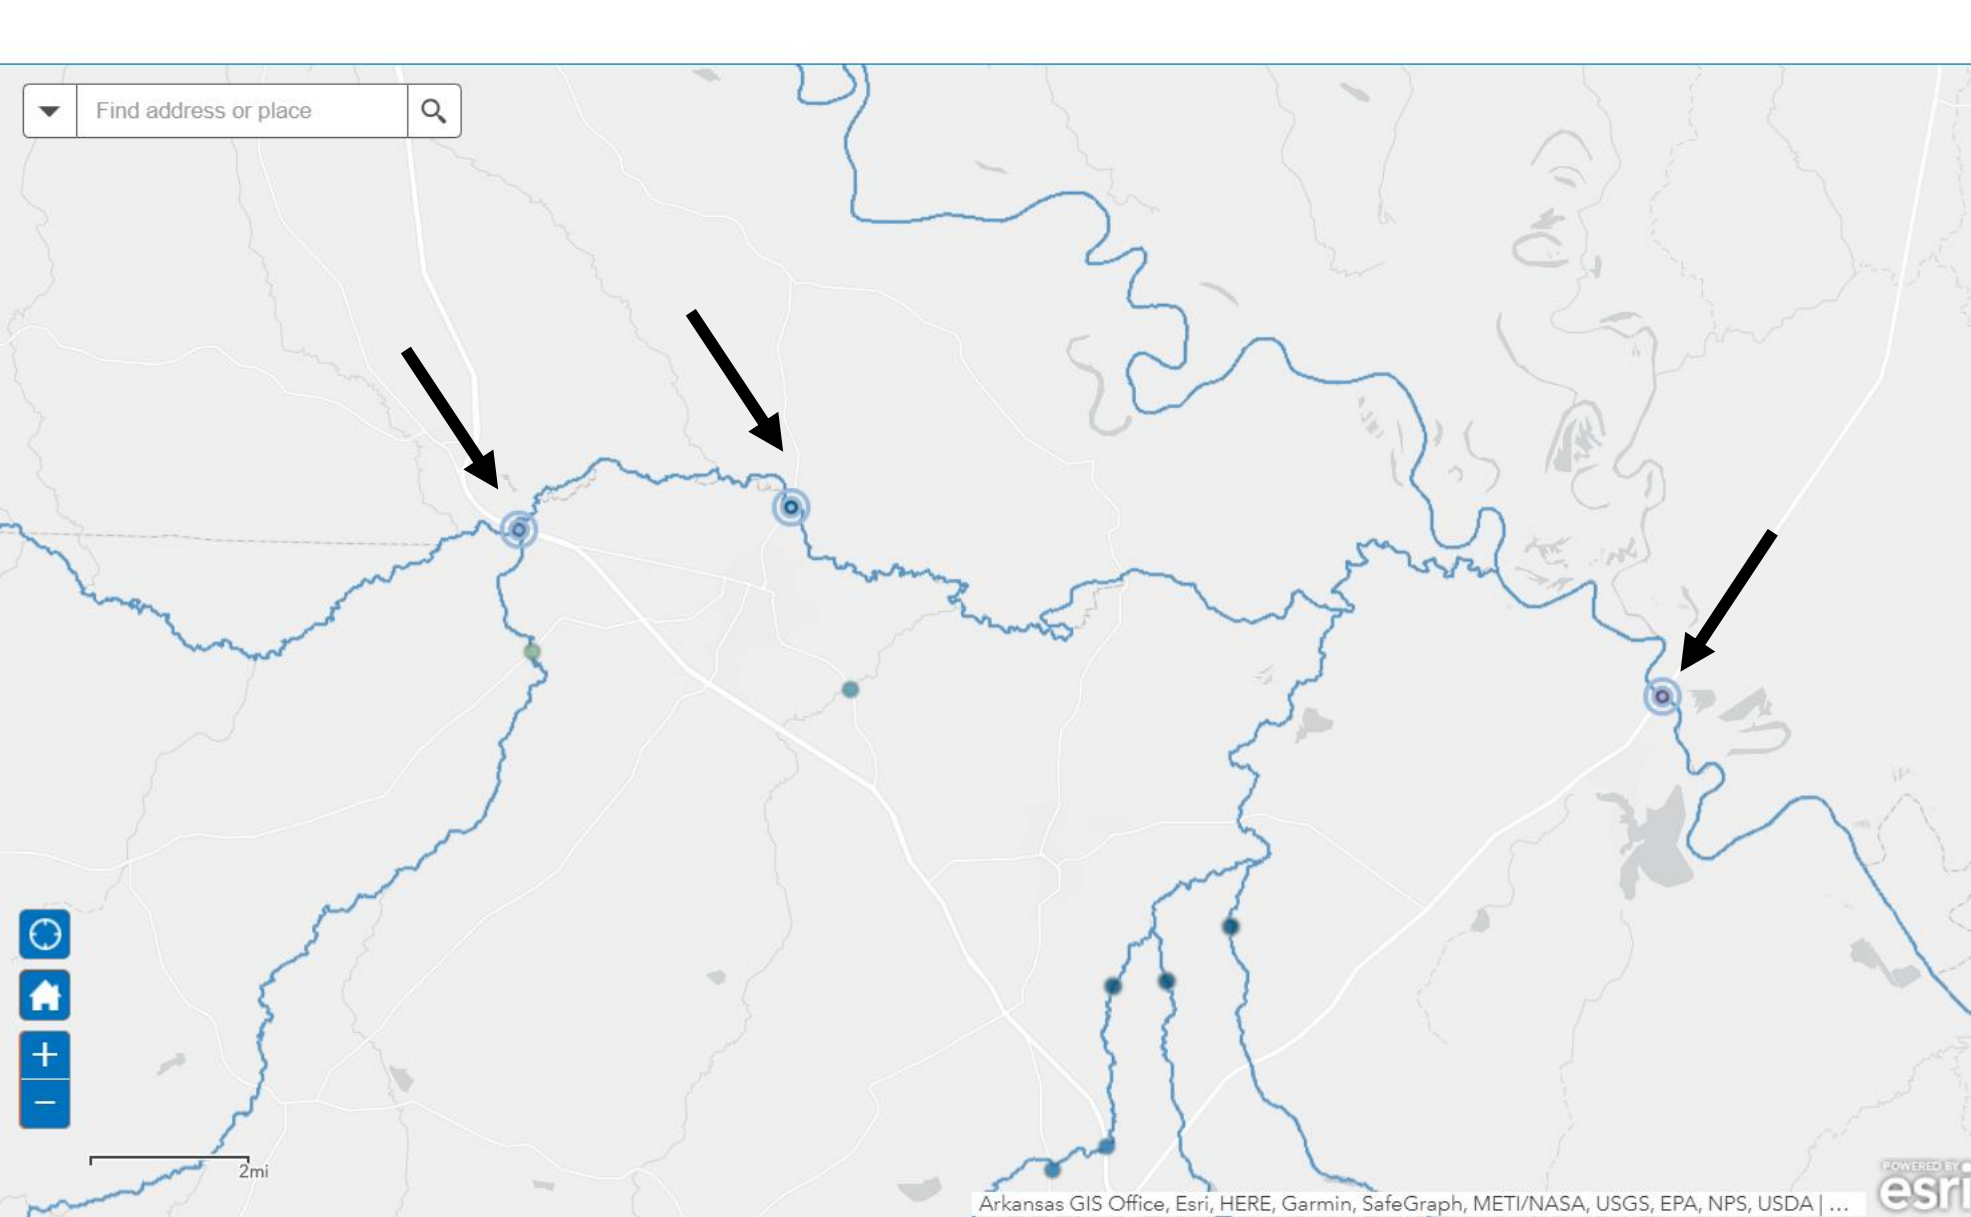 Find address or place
2mi
POWERED BY
esri
Arkansas GIS Office, Esri, HERE, Garmin, SafeGraph, METI/NASA, USGS, EPA, NPS, USDA | ...